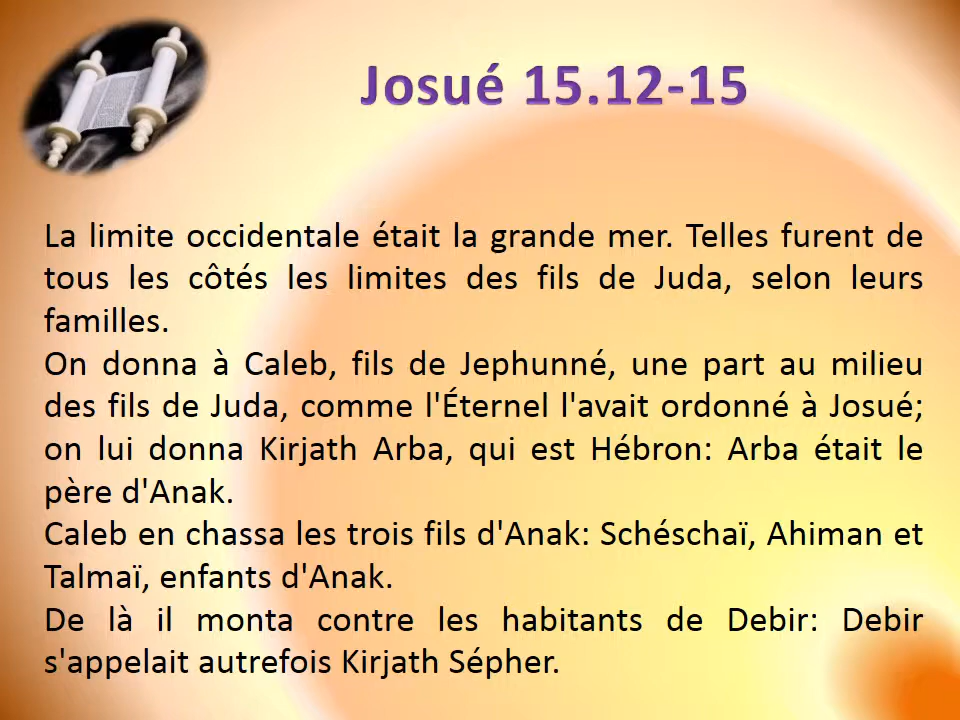 Josué 15.12-15
La limite occidentale était la grande mer. Telles furent de
tous les côtés les limites des fils de Juda, selon leurs
familles.
On donna à Caleb, fils de Jephunné, une part au milieu
des fils de Juda, comme l'Éternel l'avait ordonné à Josué;
on lui donna Kirjath Arba, qui est Hébron: Arba était le
père d'Anak.
Caleb en chassa les trois fils d'Anak: Schéschaï, Ahiman et
Talmaï, enfants d'Anak.
De là il monta contre les habitants de Debir: Debir
s'appelait autrefois Kirjath Sépher.